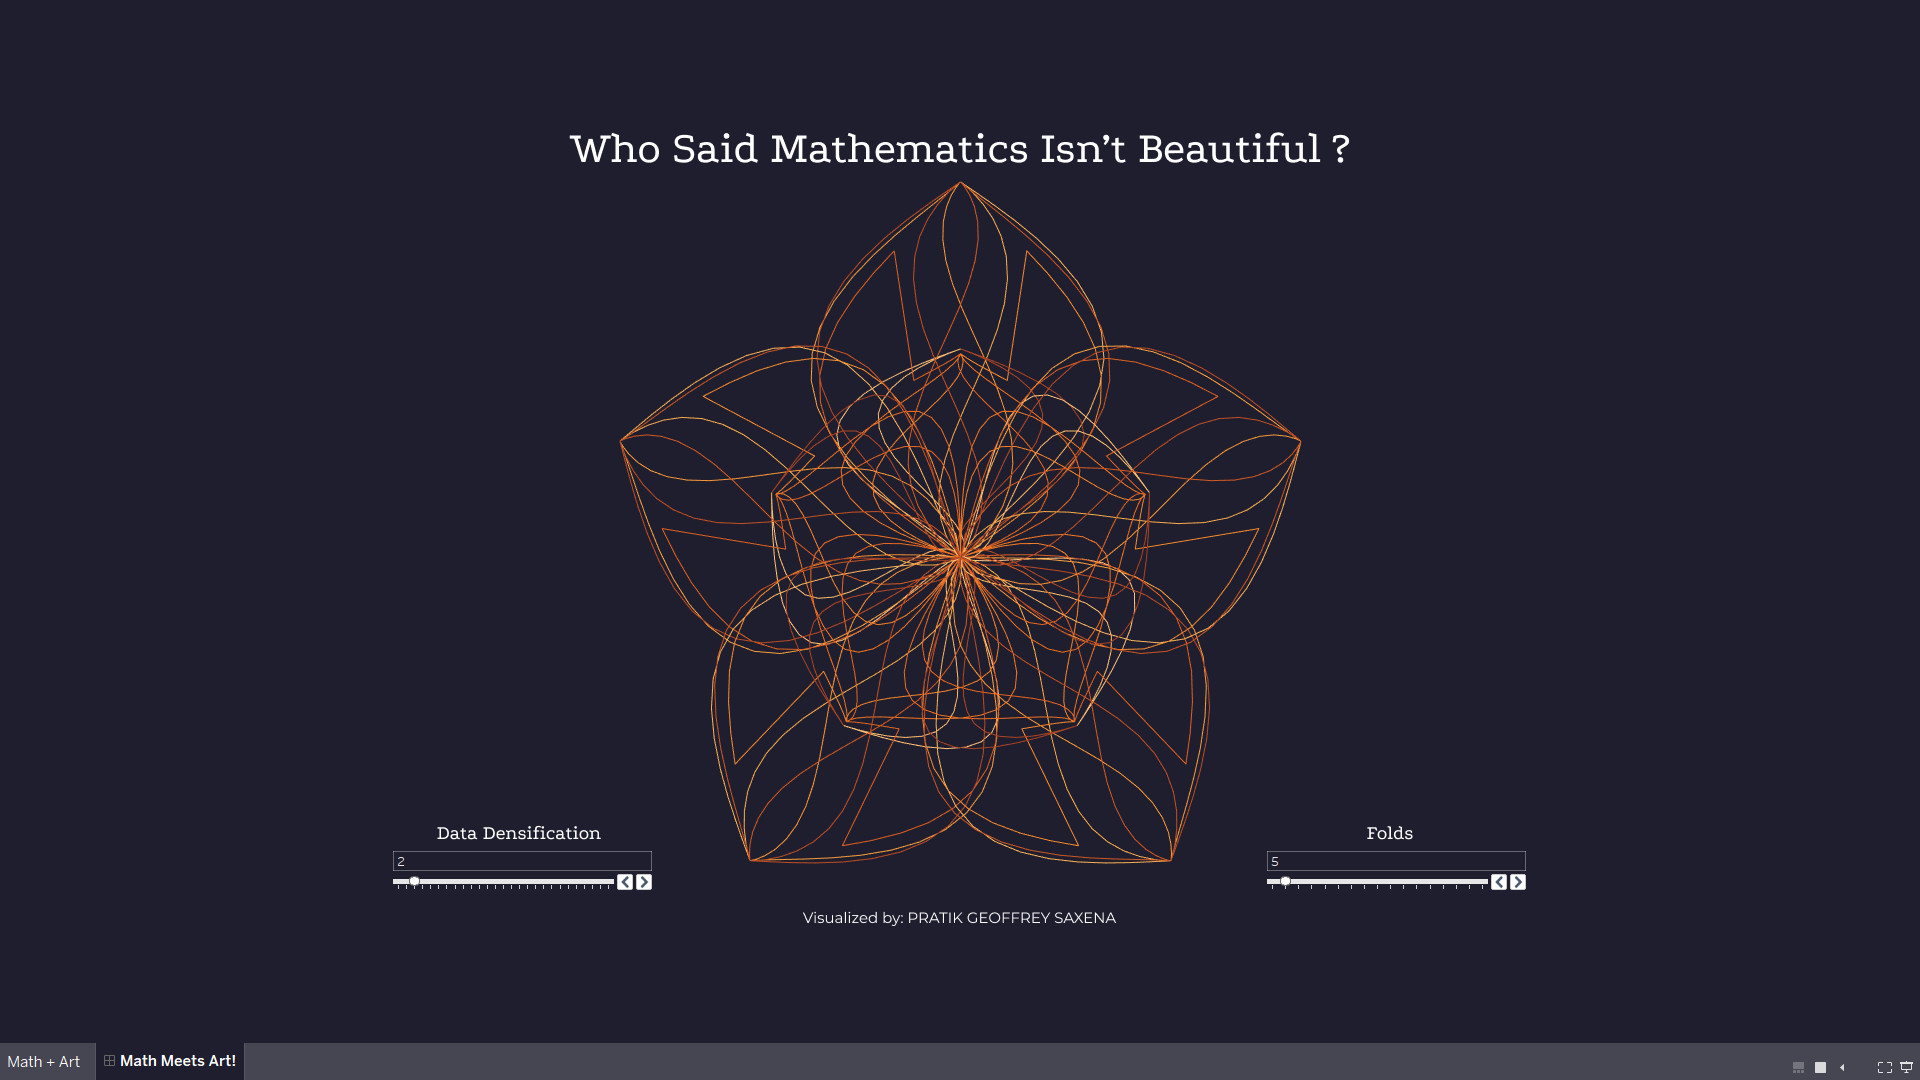 Who Said Mathematics Isn’t Beautiful ?
Data Densification
2
Folds
5
Visualized by: PRATIK GEOFFREY SAXENA
Math + Art
Math Meets Art!